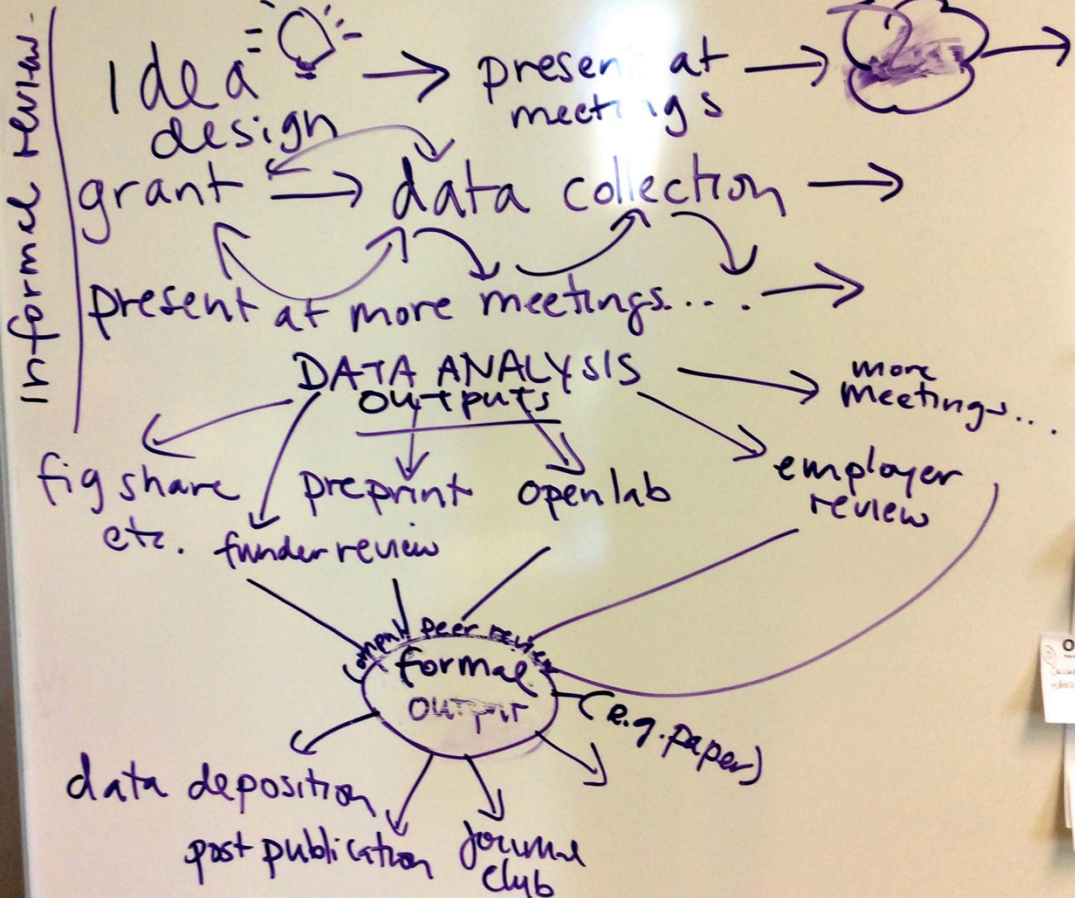 Informal review.
Idea
present at
meetings
design
grant
data collection
present at more meetings....
DATA ANALYSIS
outputs
more
meetings...
fig share
etc.
preprint
open lab
employer
review
funder review
peer review
formal
OUTPUT
(e.g. paper)
data deposition
post publication
journal
club